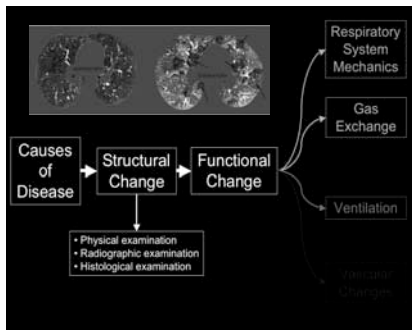 Respiratory
System
Mechanics
Gas
Exchange
Causes
of
Disease
Structural
Change
Functional
Change
Ventilation
• Physical examination
• Radiographic examination
• Histological examination
Vascular
Changes